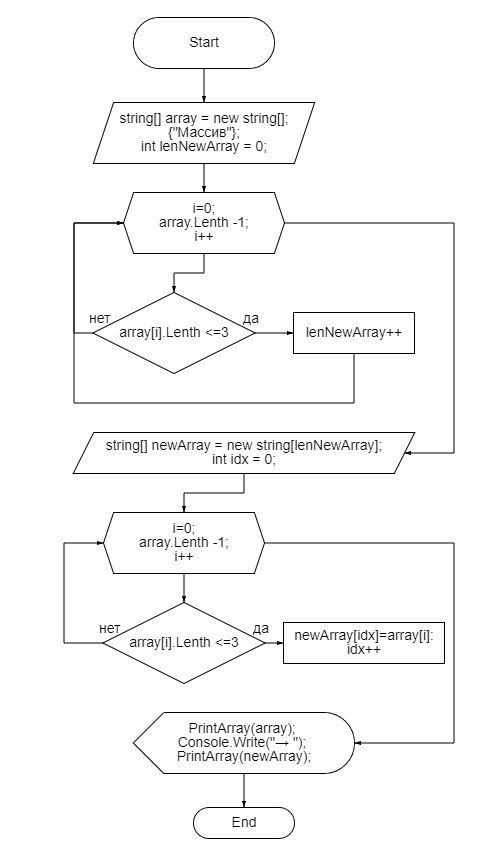 Start
string[] array = new string[];
{"Массив"};
int lenNewArray = 0;
i=0;
array.Lenth -1;
i++
нет
array[i].Lenth <=3
да
lenNewArray++
string[] newArray = new string[lenNewArray];
int idx = 0;
i=0;
array.Lenth -1;
i++
нет
array[i].Lenth <=3
да
newArray[idx]=array[i]:
idx++
PrintArray(array);
Console.Write("→ ");
PrintArray(newArray);
End